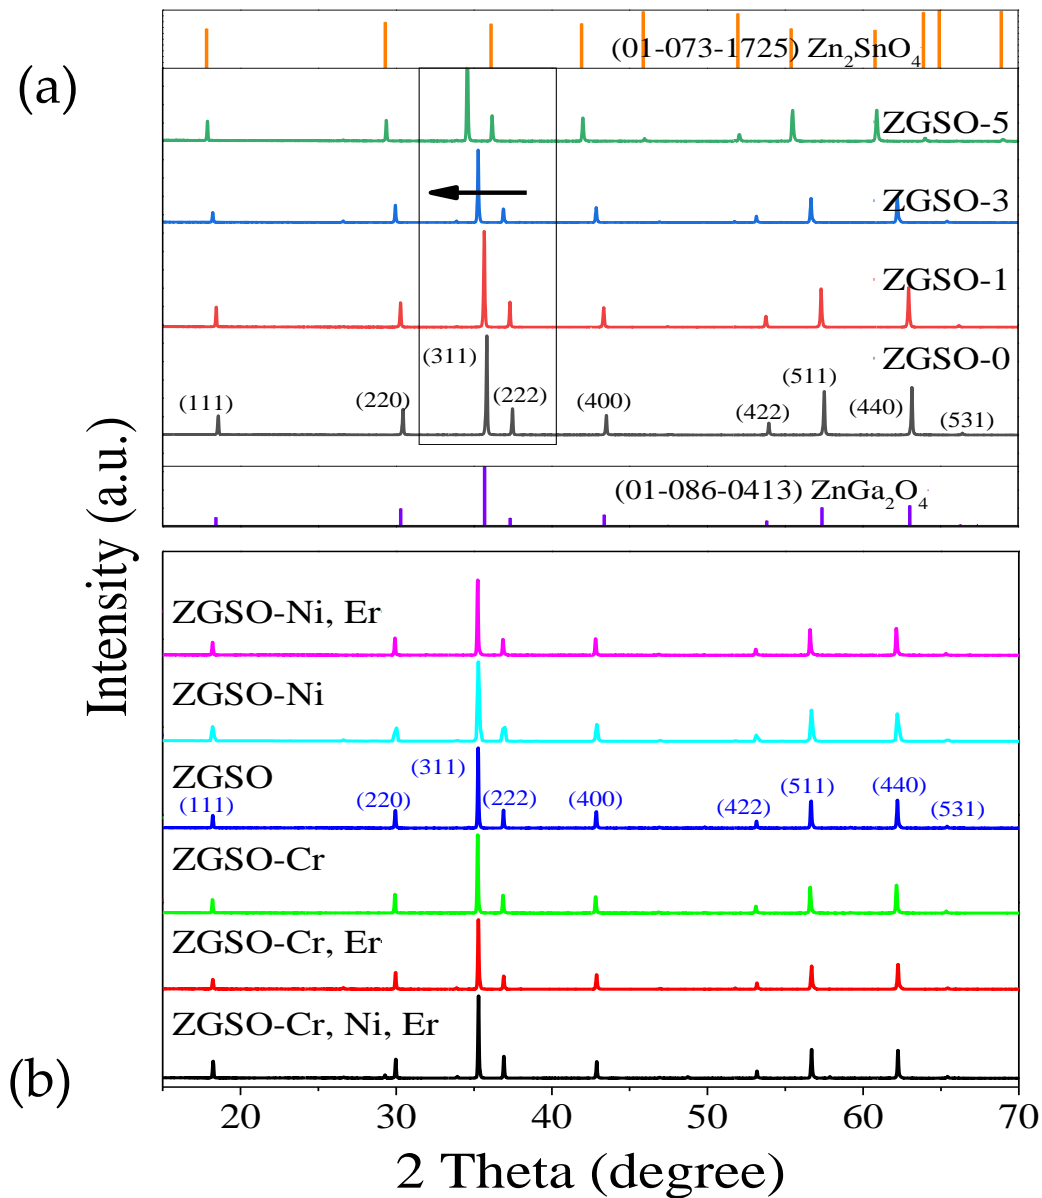 (a)
(01-073-1725) Zn₂SnO₄
ZGSO-5
ZGSO-3
ZGSO-1
ZGSO-0
(111) (220) (311) (222) (400) (422) (511) (440) (531)
(01-086-0413) ZnGa₂O₄
Intensity (a.u.)
ZGSO-Ni, Er
ZGSO-Ni
ZGSO
(111) (220) (311) (222) (400) (422) (511) (440) (531)
ZGSO-Cr
ZGSO-Cr, Er
ZGSO-Cr, Ni, Er
(b)
20 30 40 50 60 70
2 Theta (degree)